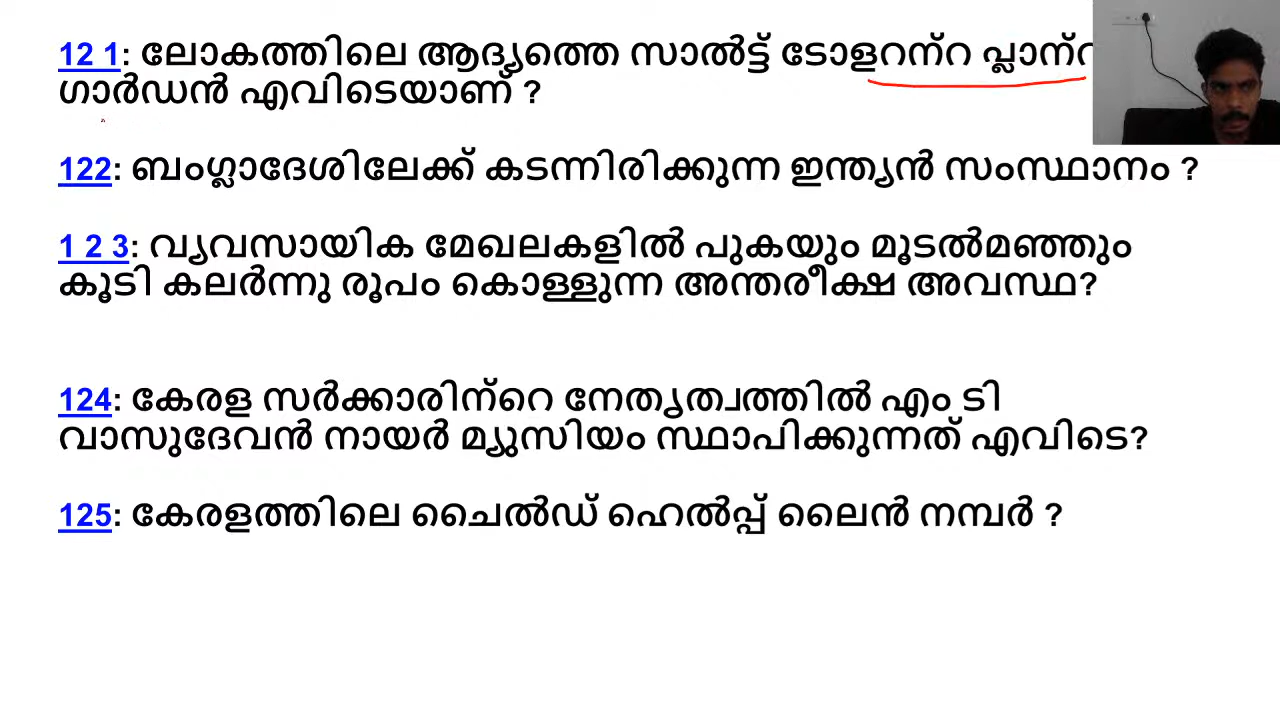 12 1: ലോകത്തിലെ ആദ്യത്തെ സാൽട്ട് ടോളറന്റ പ്ലാന്റ
ഗാർഡൻ എവിടെയാണ് ?
122: ബംഗ്ലാദേശിലേക്ക് കടന്നിരിക്കുന്ന ഇന്ത്യൻ സംസ്ഥാനം ?
1 2 3: വ്യവസായിക മേഖലകളിൽ പുകയും മൂടൽമഞ്ഞും
കൂടി കലർന്നു രൂപം കൊള്ളുന്ന അന്തരീക്ഷ അവസ്ഥ?
124: കേരള സർക്കാരിന്റെ നേതൃത്വത്തിൽ എം ടി
വാസുദേവൻ നായർ മ്യുസിയം സ്ഥാപിക്കുന്നത് എവിടെ?
125: കേരളത്തിലെ ചൈൽഡ് ഹെൽപ്പ് ലൈൻ നമ്പർ ?